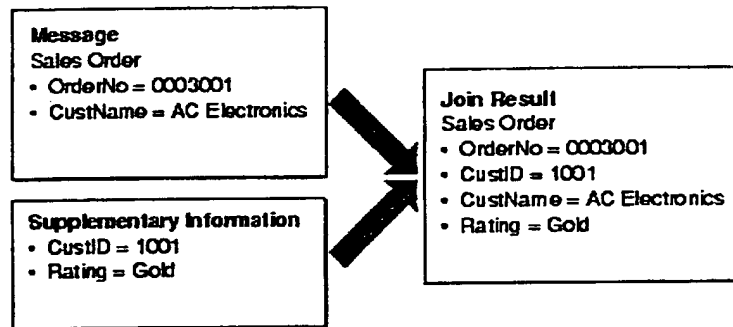 Message
Sales Order
• OrderNo = 0003001
• CustName = AC Electronics
Supplementary Information
• CustID = 1001
• Rating = Gold
Join Result
Sales Order
• OrderNo = 0003001
• CustID = 1001
• CustName = AC Electronics
• Rating = Gold